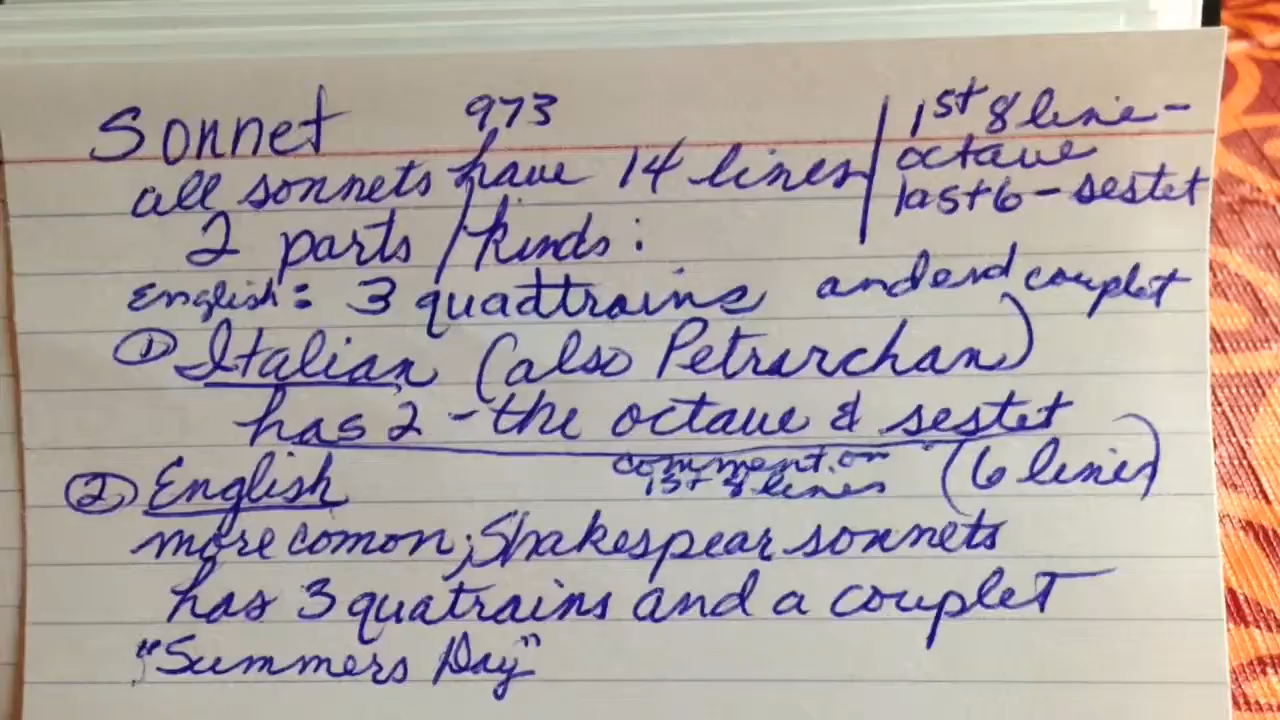 Sonnet 973
all sonnets have 14 lines
1st 8 line -
octave
last 6 - sestet
2 parts / kinds :
English: 3 quadtrains and end couplet
① Italian (also Petrarchan)
has 2 - the octave & sestet
comment on (6 lines)
1st 8 lines
② English
more comon; Shakespear sonnets
has 3 quatrains and a couplet
"Summers Day"